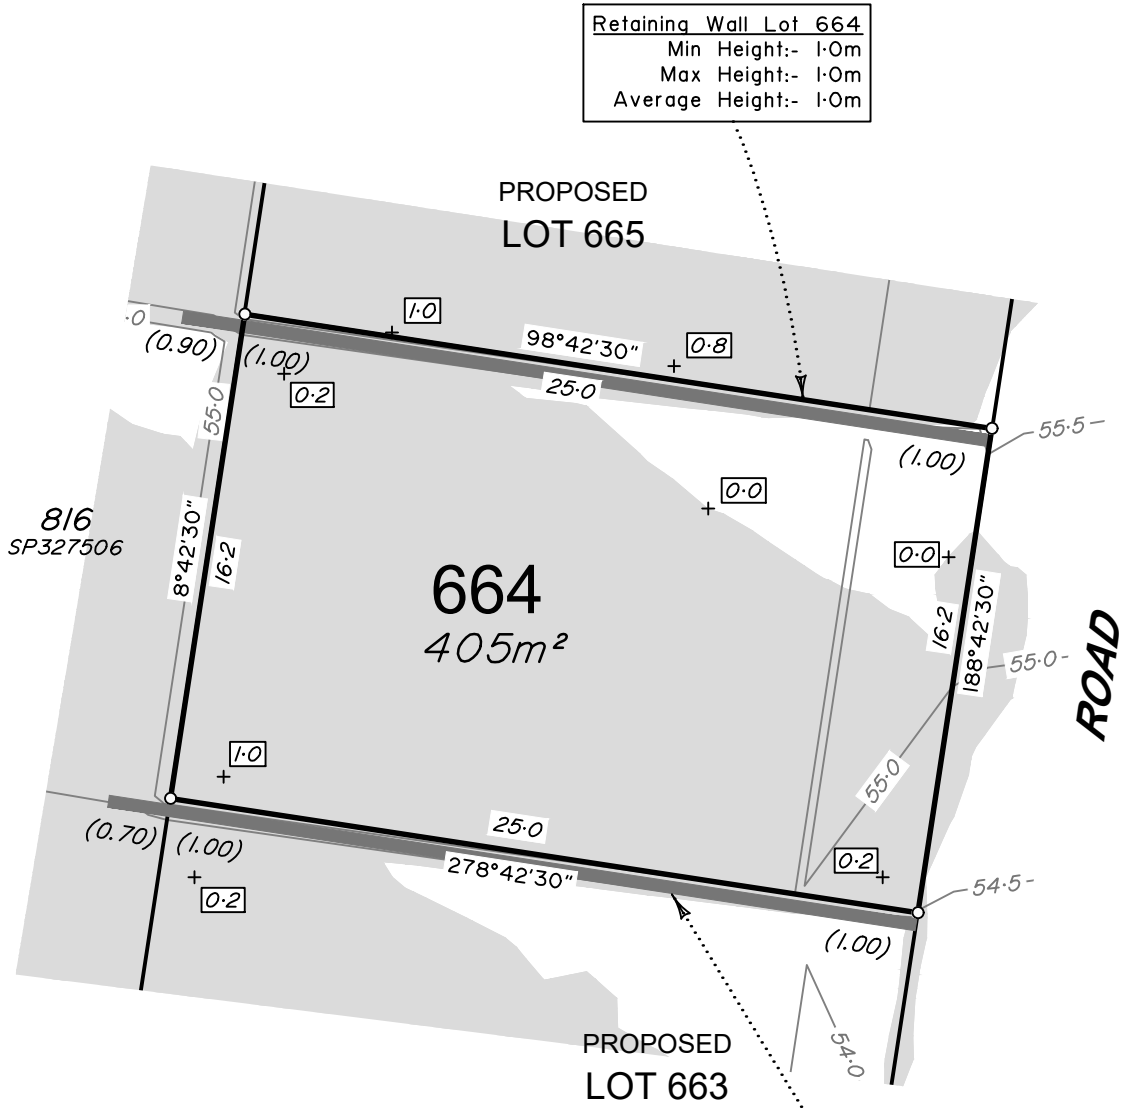 Retaining Wall Lot 664
Min Height:- 1·0m
Max Height:- 1·0m
Average Height:- 1·0m
PROPOSED
LOT 665
·0
(0.90)
(1.00)
1·0
98°42'30"
0·8
25·0
0·2
55·0
55·5
(1.00)
0·0
816
SP327506
8°42'30"
16·2
0·0
664
405m²
16·2
188°42'30"
55·0
ROAD
1·0
55·0
(0.70)
(1.00)
25·0
278°42'30"
0·2
0·2
54·5
(1.00)
PROPOSED
LOT 663
54·0